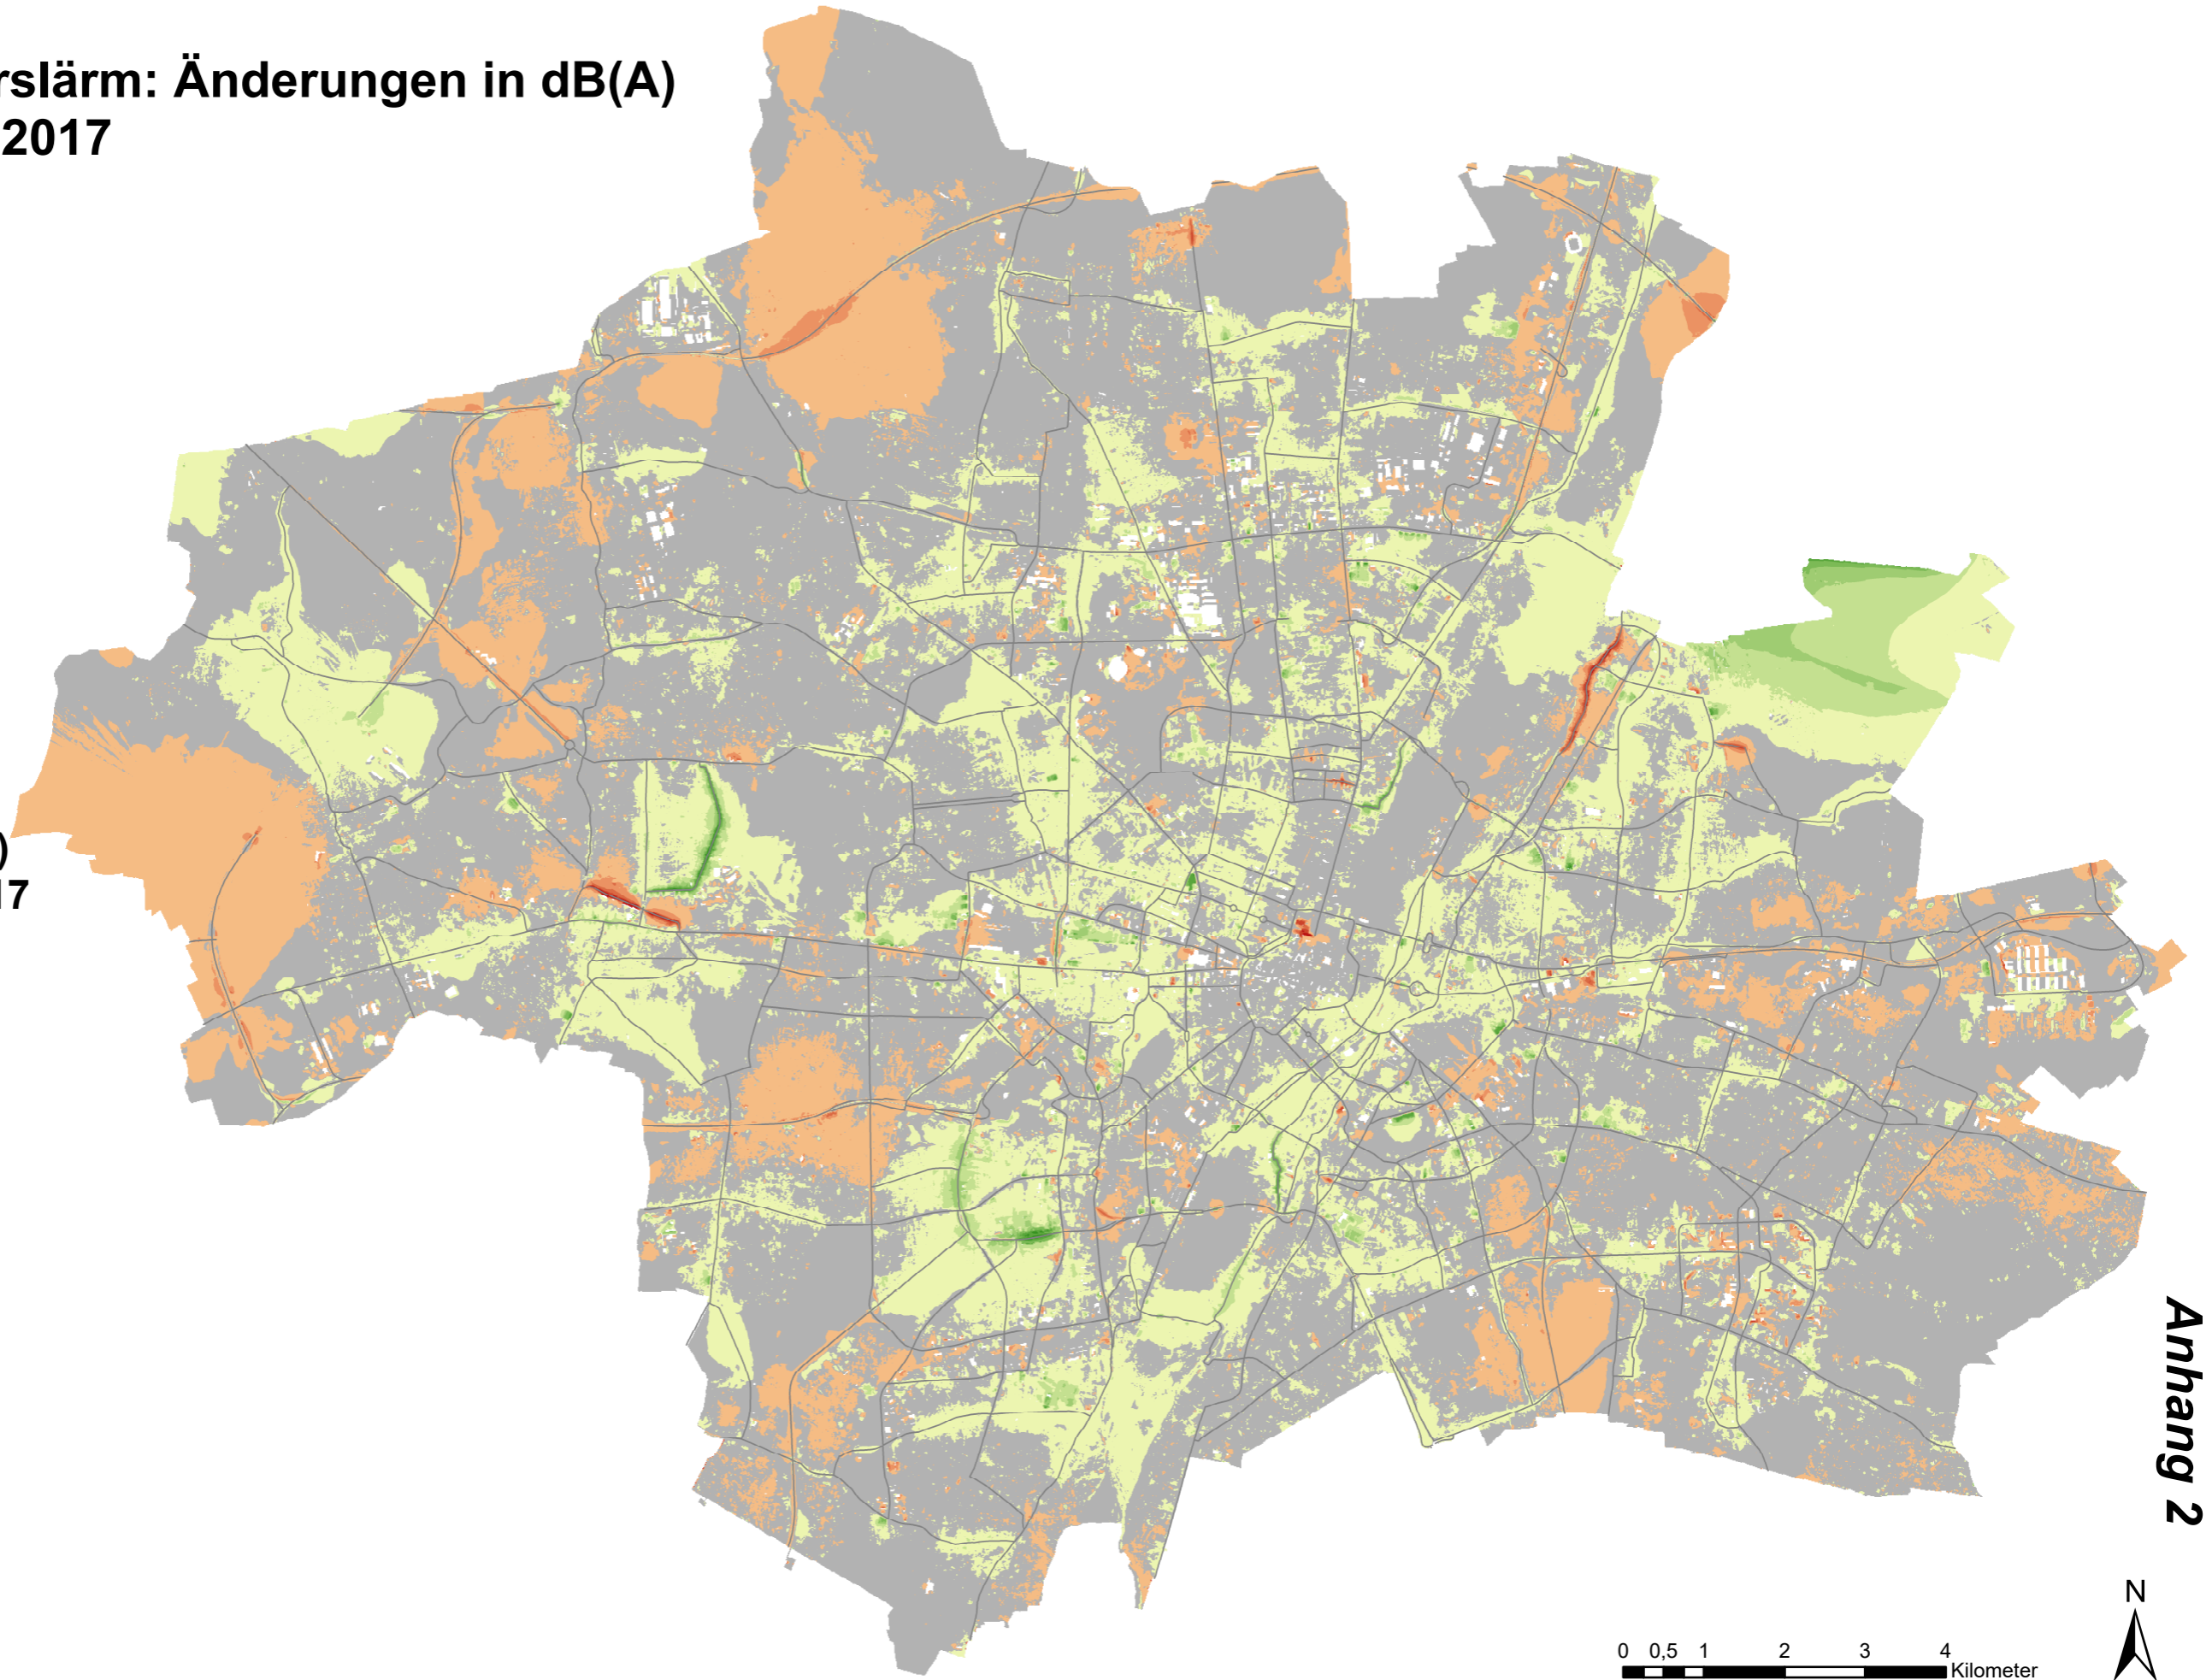 rslärm: Änderungen in dB(A)
2017
)
17
Anhang 2
N
0 0,5 1 2 3 4
Kilometer